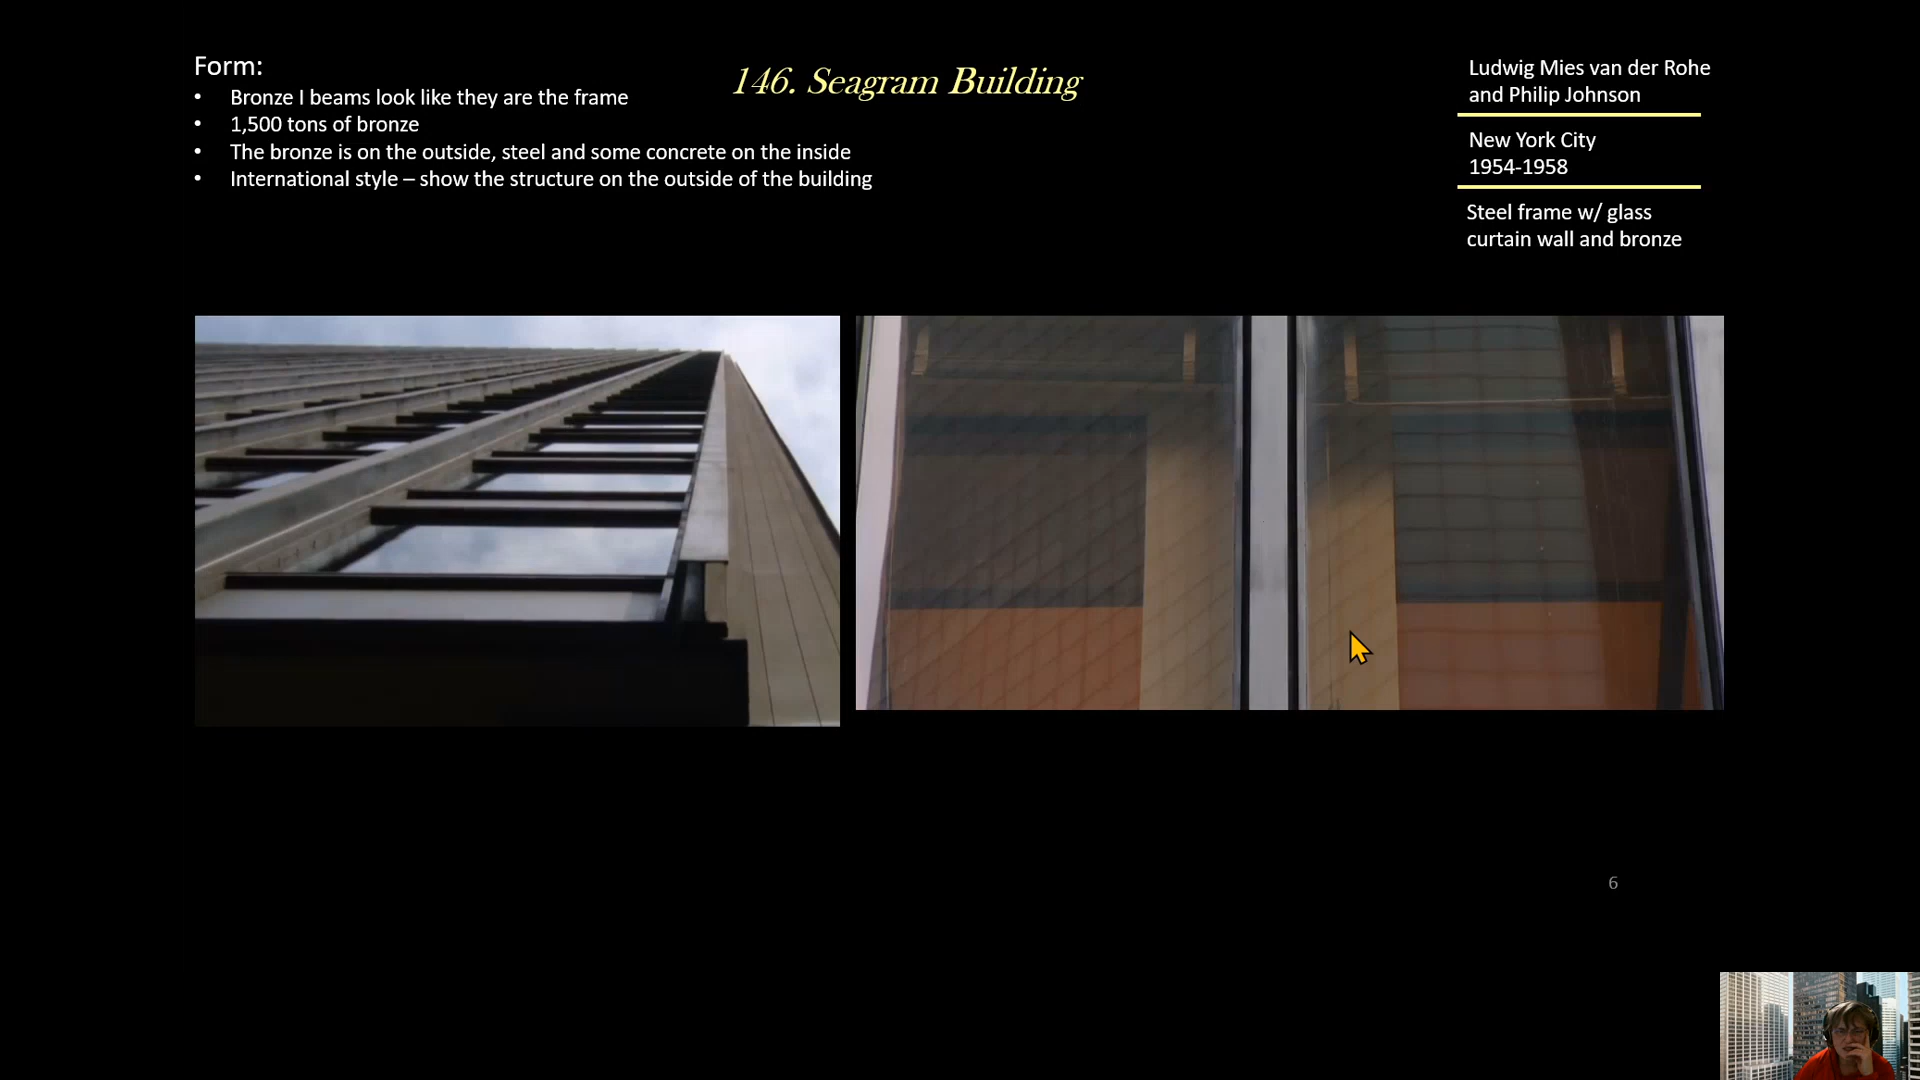 Form:
• Bronze I beams look like they are the frame
• 1,500 tons of bronze
• The bronze is on the outside, steel and some concrete on the inside
• International style – show the structure on the outside of the building
146. Seagram Building
Ludwig Mies van der Rohe
and Philip Johnson
New York City
1954-1958
Steel frame w/ glass
curtain wall and bronze
6